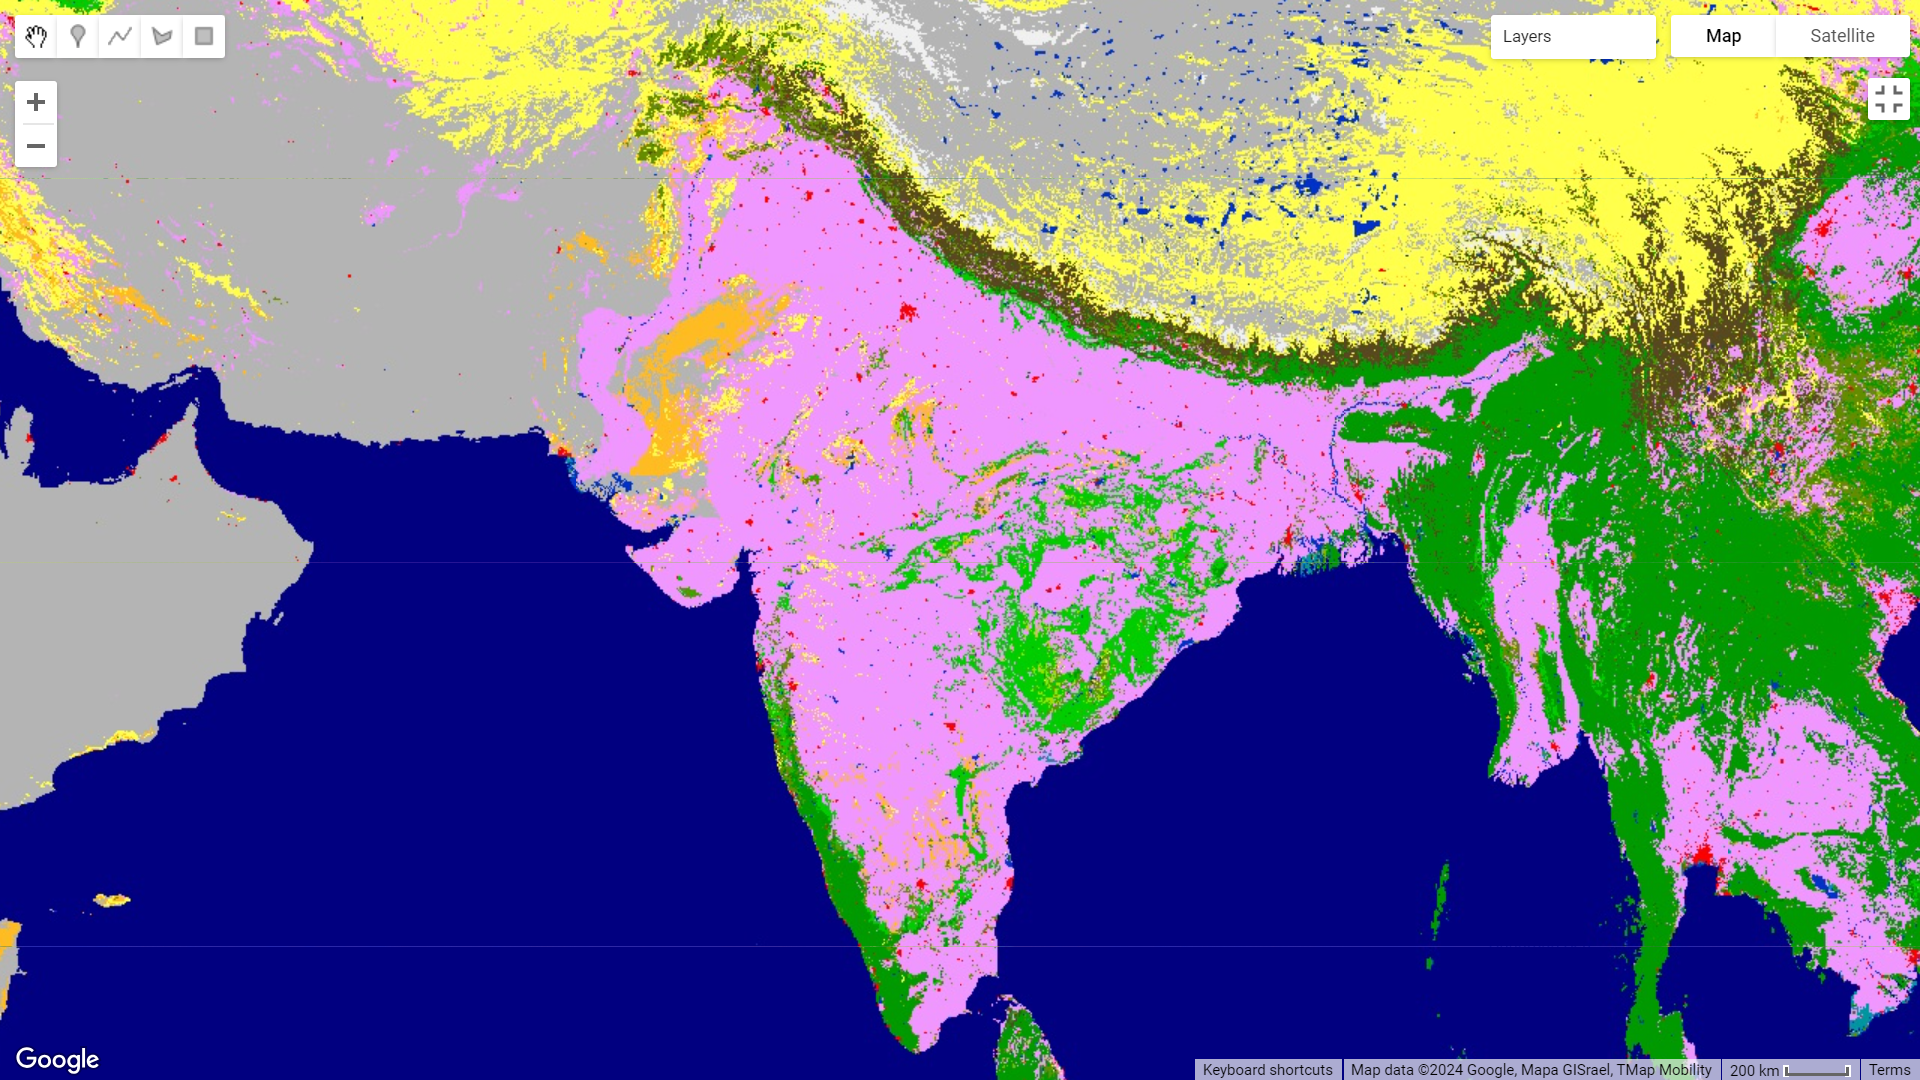 Layers
Map
Satellite
Google
Keyboard shortcuts
Map data ©2024 Google, Mapa GISrael, TMap Mobility
200 km
Terms